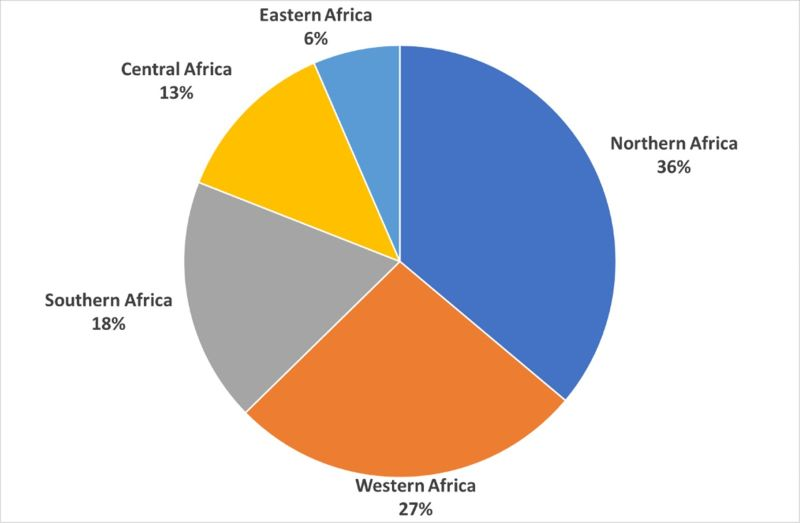 Eastern Africa
6%
Central Africa
13%
Northern Africa
36%
Southern Africa
18%
Western Africa
27%